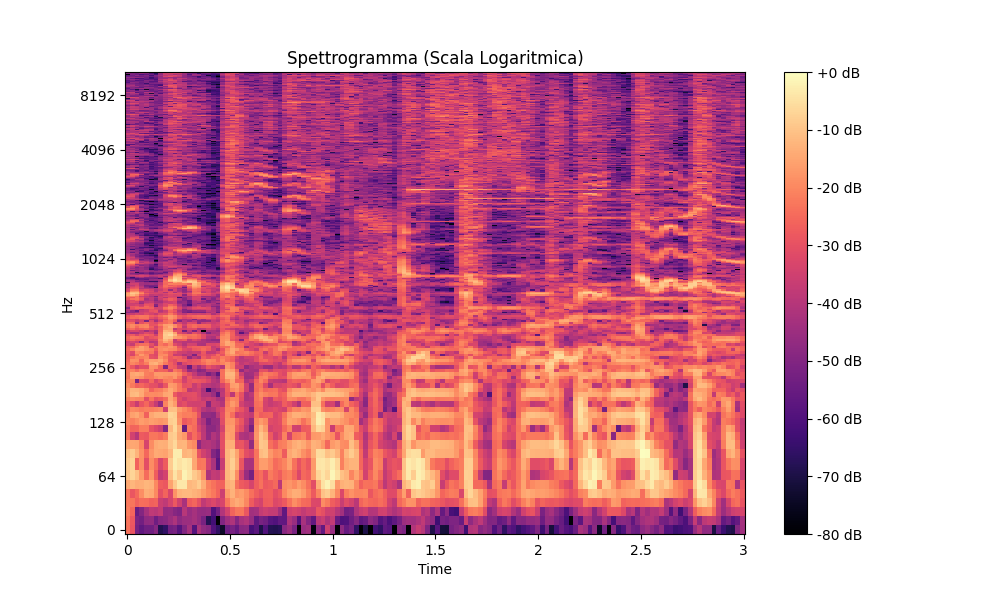 Spettrogramma (Scala Logaritmica)
Hz
8192
4096
2048
1024
512
256
128
64
0
0
0.5
1
1.5
2
2.5
3
Time
+0 dB
-10 dB
-20 dB
-30 dB
-40 dB
-50 dB
-60 dB
-70 dB
-80 dB